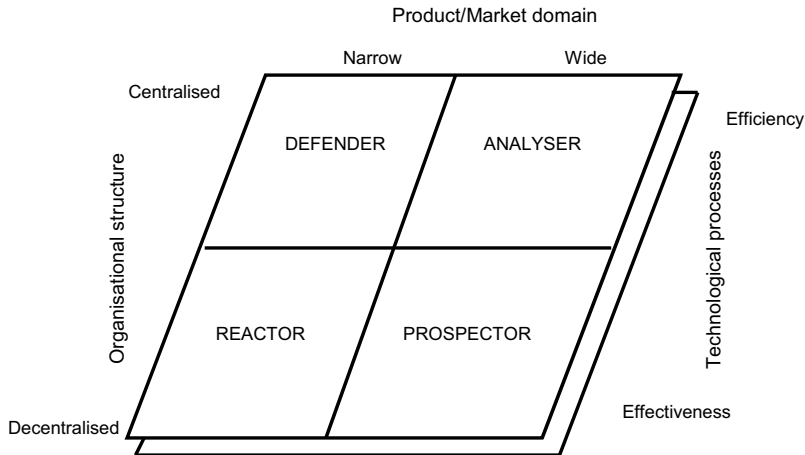 Product/Market domain
Narrow
Wide
Centralised
Efficiency
DEFENDER
ANALYSER
Organisational structure
Technological processes
REACTOR
PROSPECTOR
Effectiveness
Decentralised